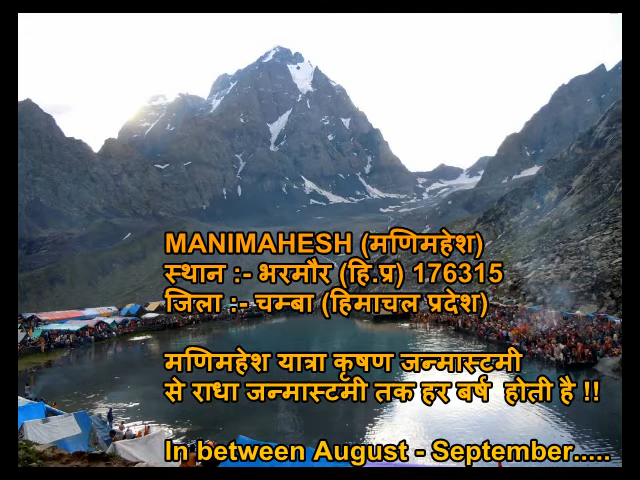 MANIMAHESH (मणिमहेश)
स्थान :- भरमौर (हि.प्र) 176315
जिला :- चम्बा (हिमाचल प्रदेश)
मणिमहेश यात्रा कृषण जन्मास्टमी
से राधा जन्मास्टमी तक हर बर्ष होती है !!
In between August - September.....